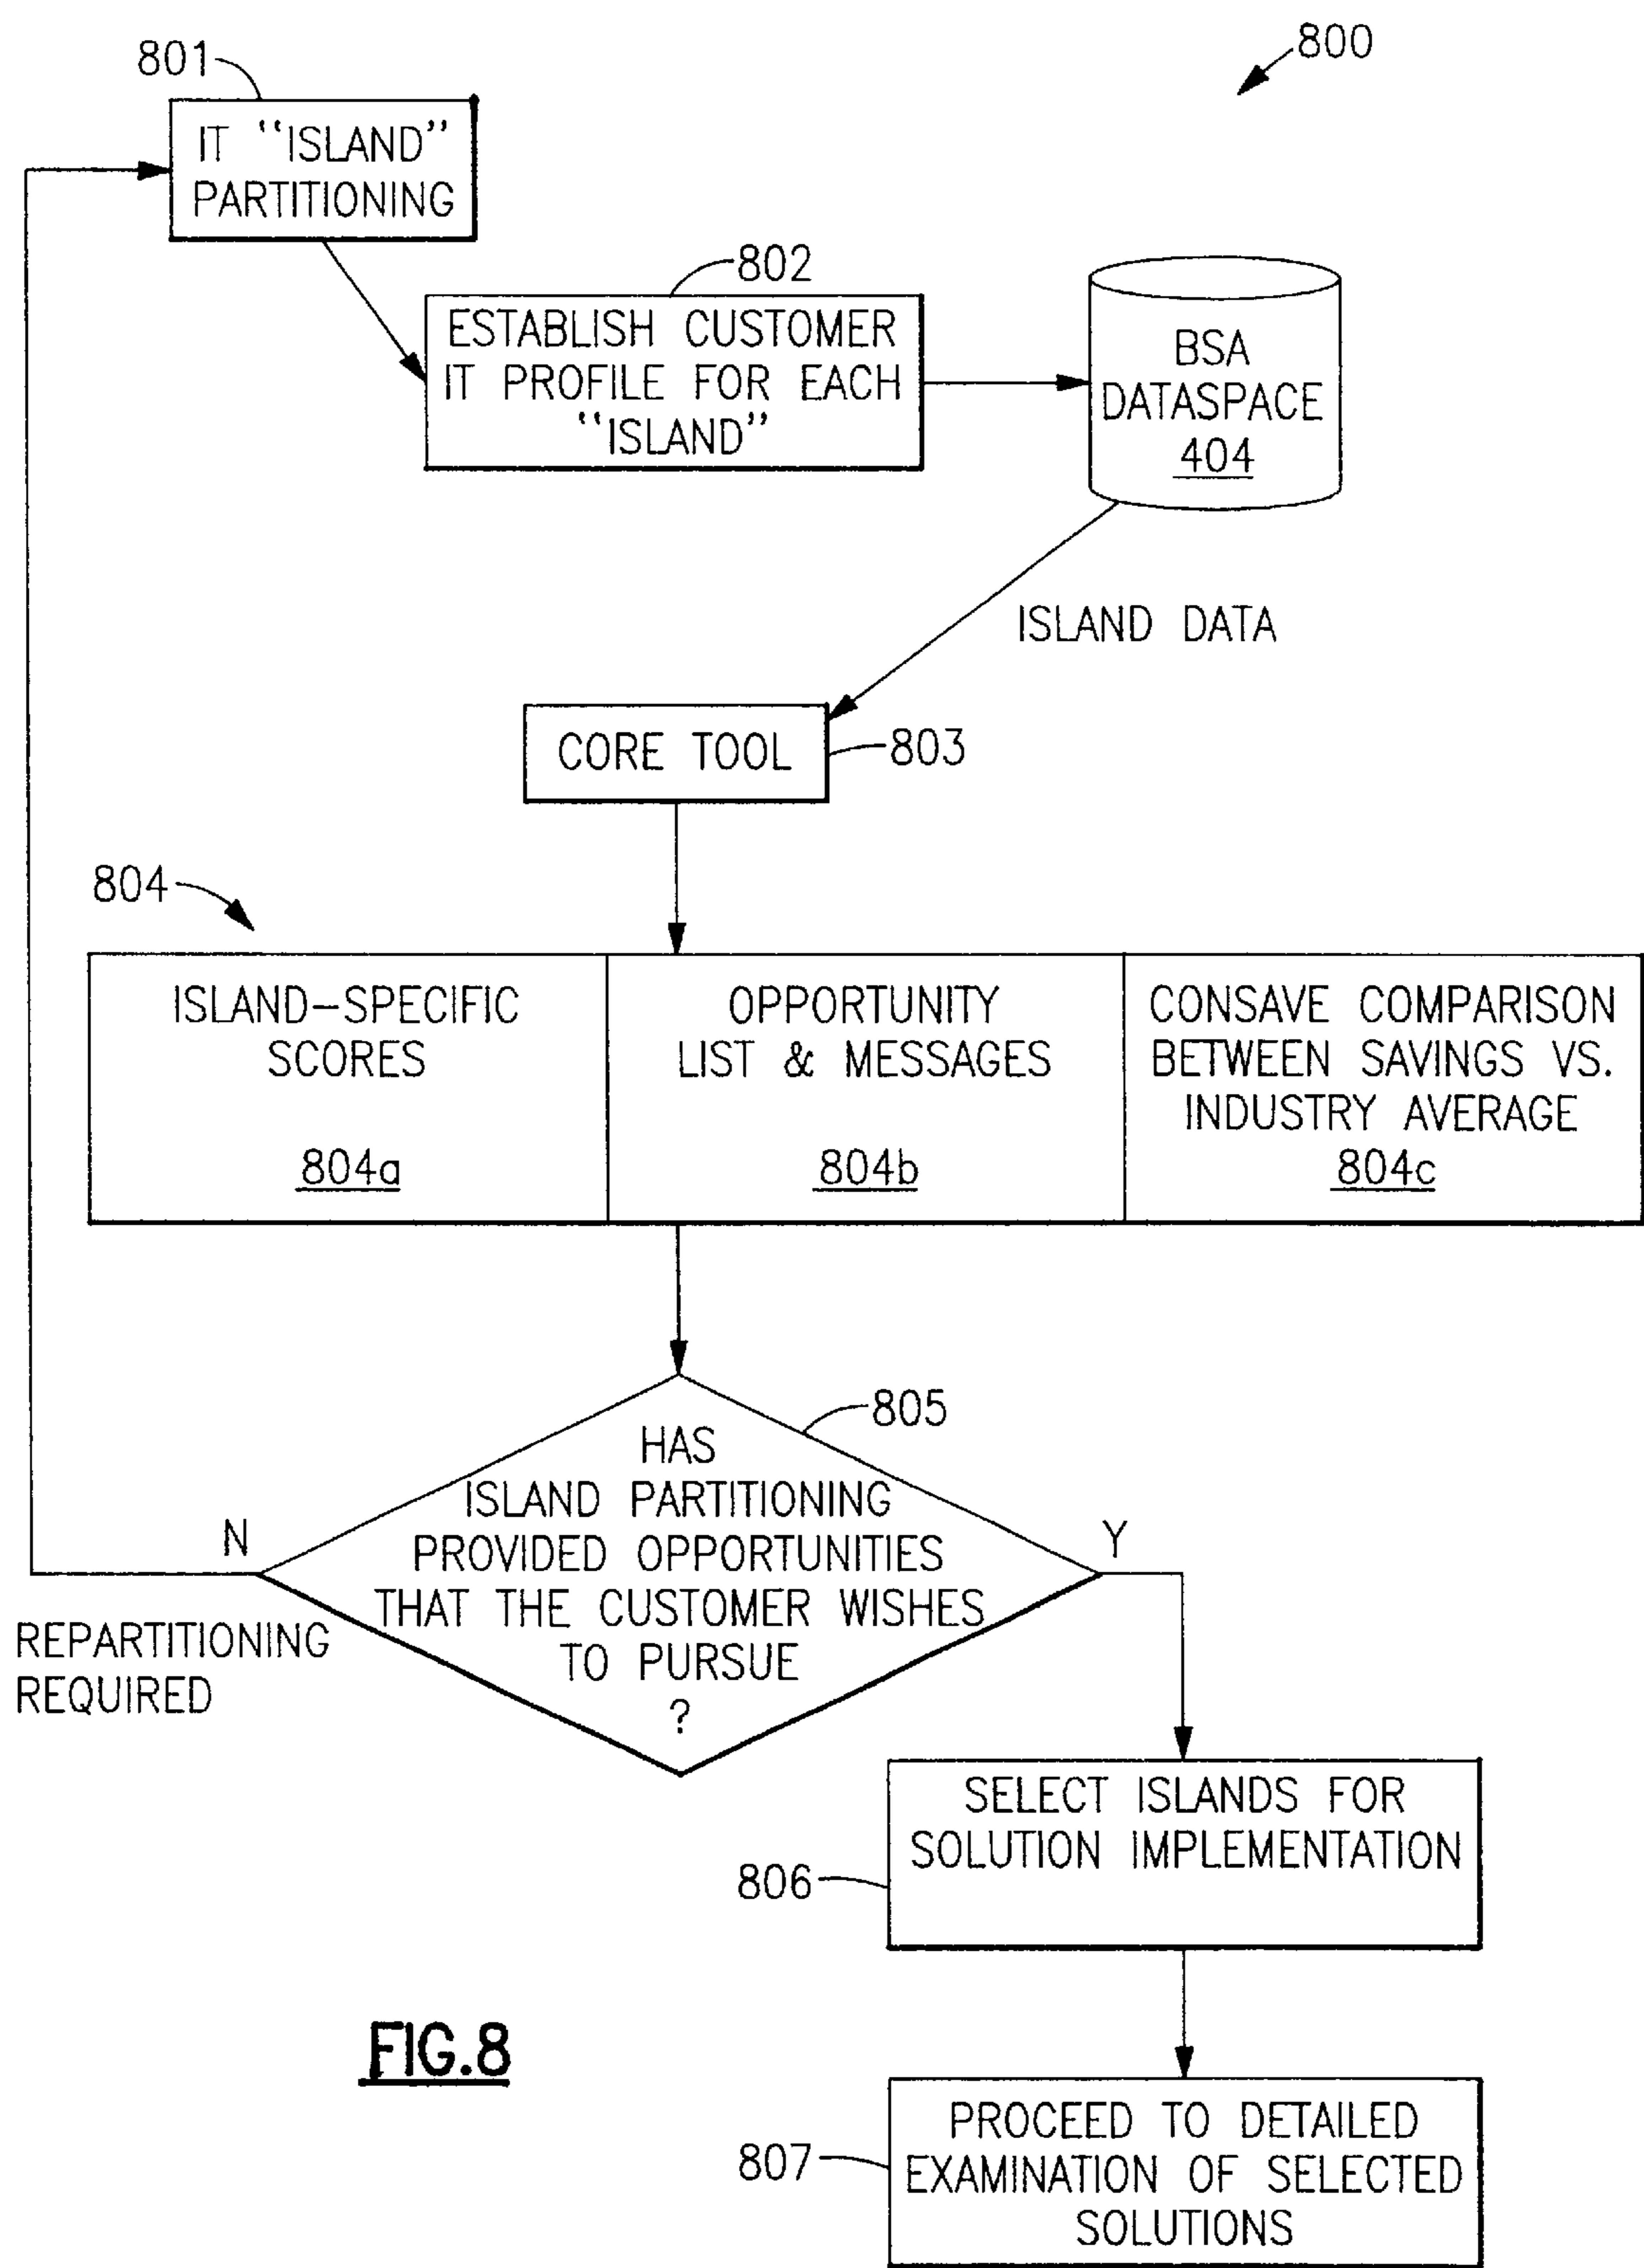 801
800
IT "ISLAND"
PARTITIONING
802
ESTABLISH CUSTOMER
IT PROFILE FOR EACH
"ISLAND"
BSA
DATASPACE
404
ISLAND DATA
CORE TOOL
803
804
ISLAND-SPECIFIC
SCORES
804a
OPPORTUNITY
LIST & MESSAGES
804b
CONSAVE COMPARISON
BETWEEN SAVINGS VS.
INDUSTRY AVERAGE
804c
805
HAS
ISLAND PARTITIONING
PROVIDED OPPORTUNITIES
THAT THE CUSTOMER WISHES
TO PURSUE
?
N
Y
REPARTITIONING
REQUIRED
SELECT ISLANDS FOR
SOLUTION IMPLEMENTATION
806
PROCEED TO DETAILED
EXAMINATION OF SELECTED
SOLUTIONS
807
FIG.8